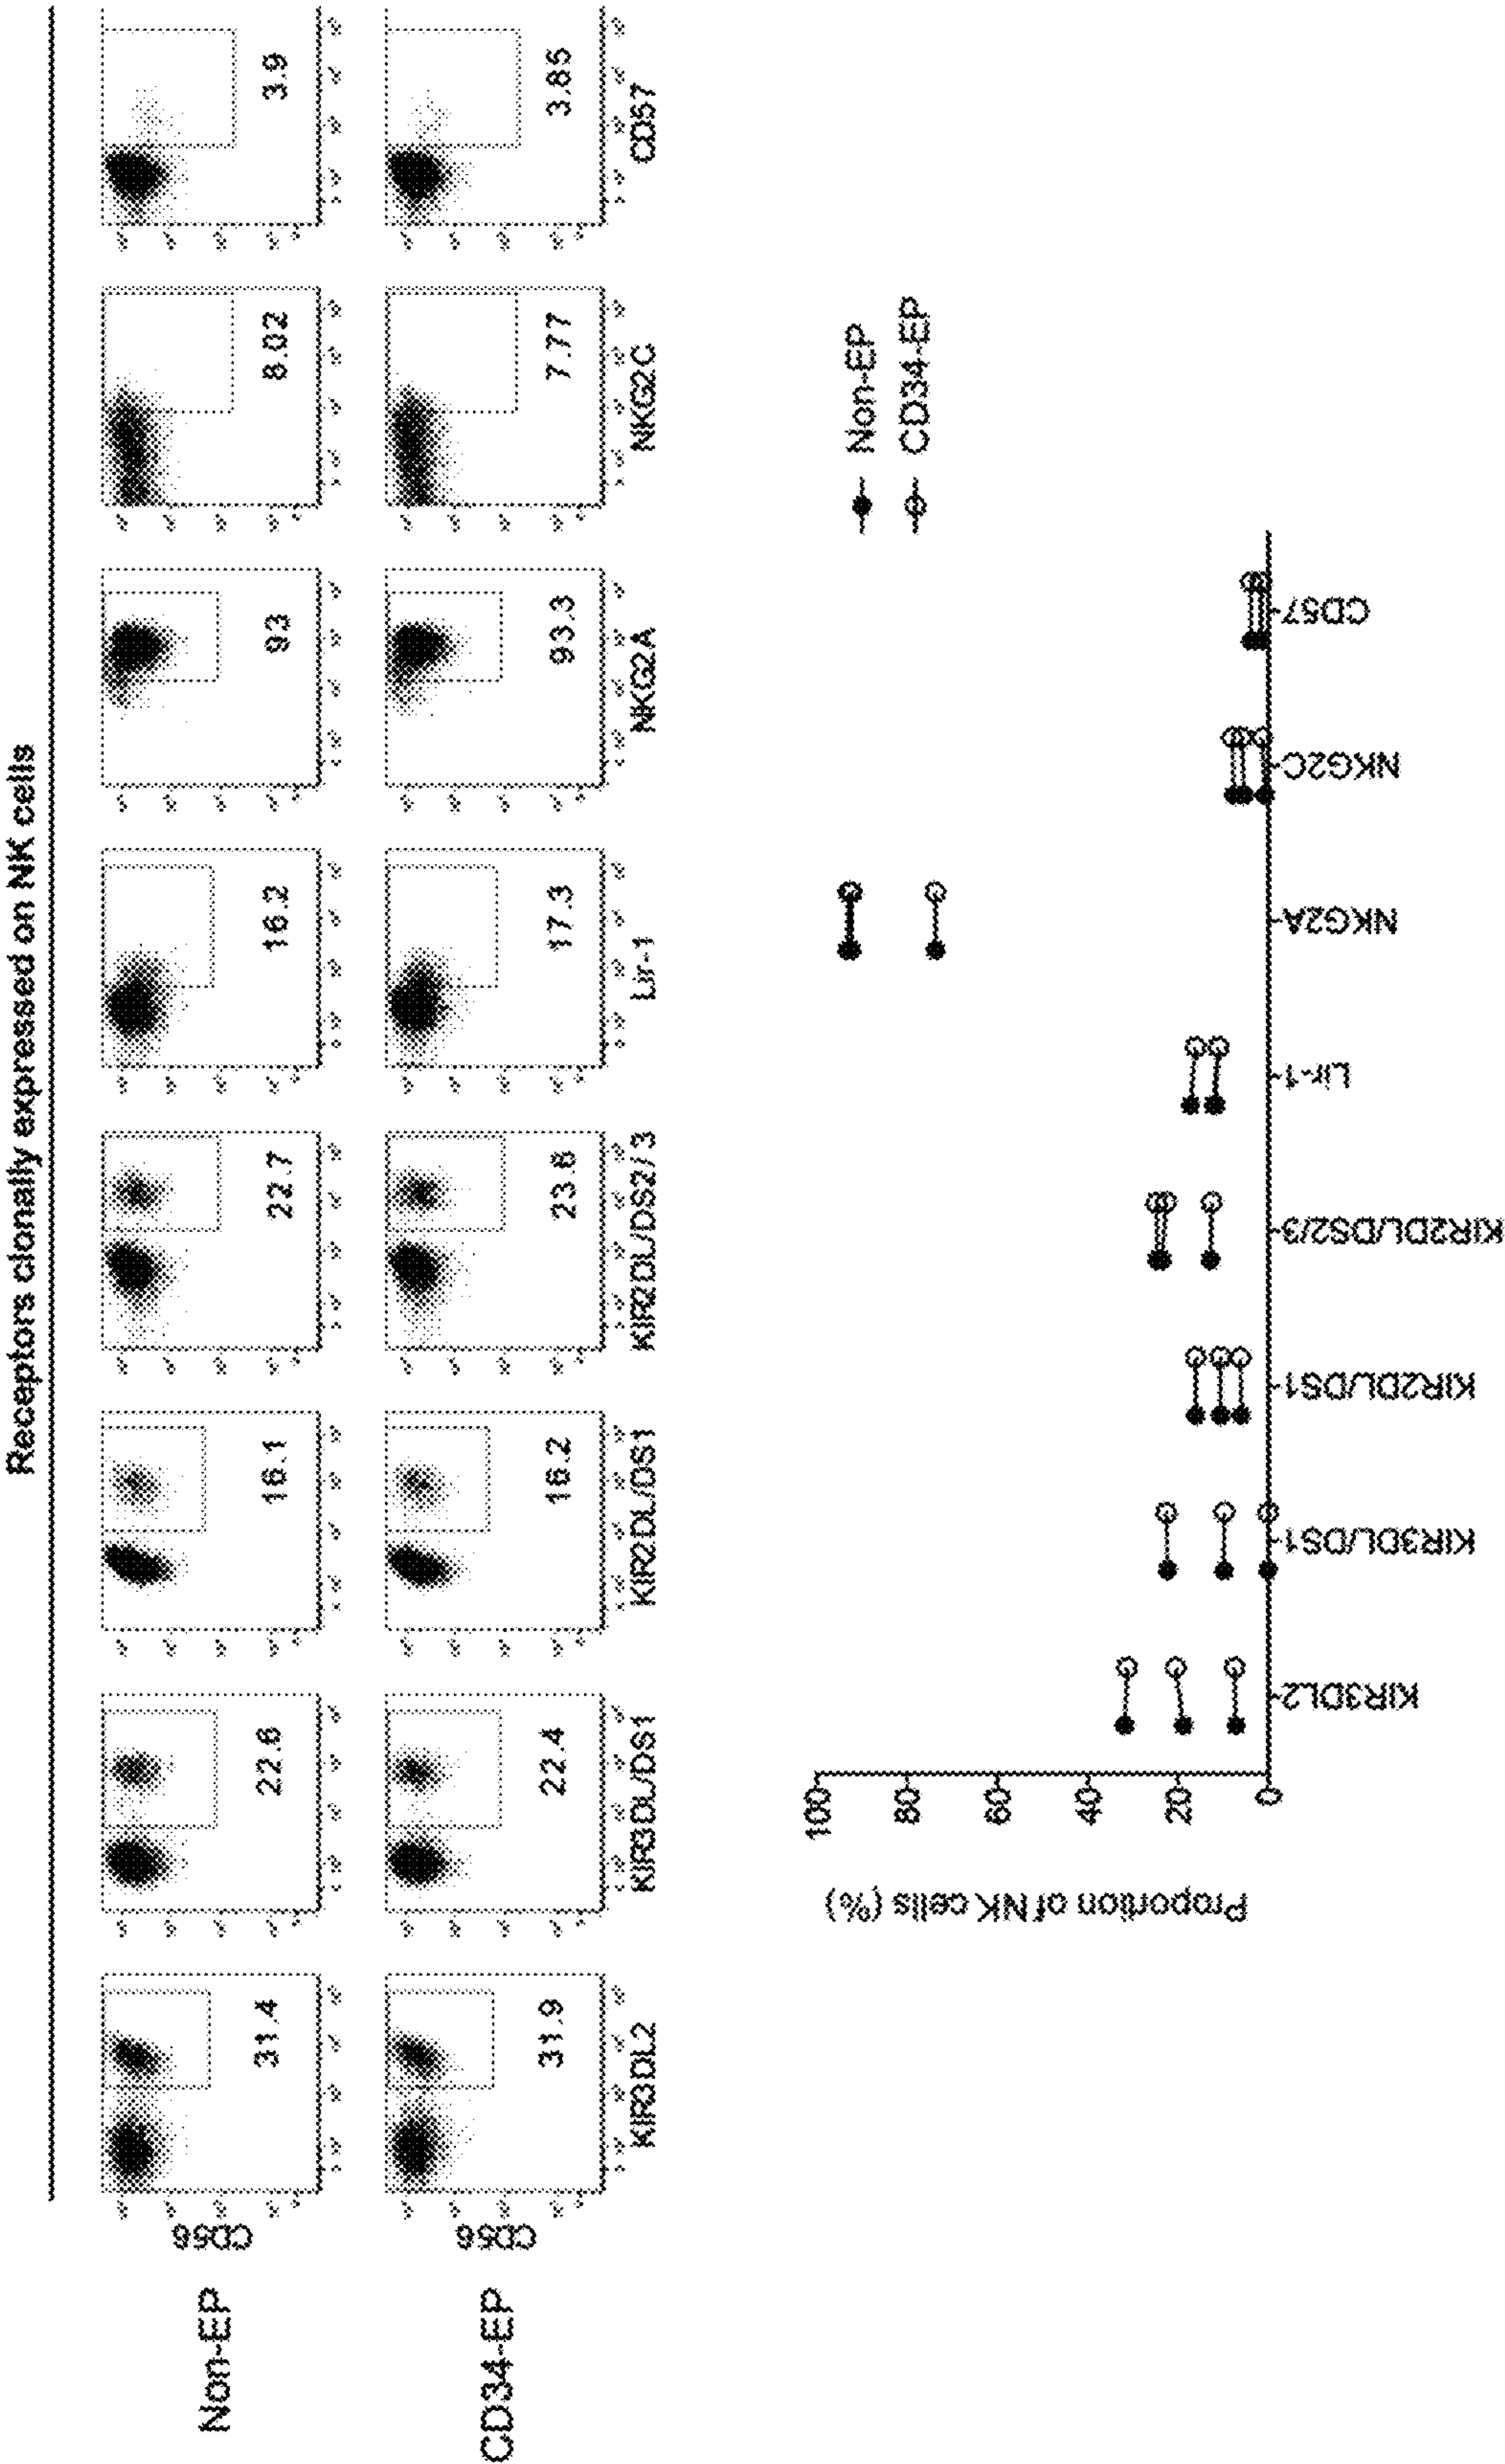 Receptors clonally expressed on NK cells
Non-EP
CD56
31.4
22.6
16.1
22.7
16.2
93
8.02
3.9
CD34-EP
CD56
31.9
22.4
16.2
23.6
17.3
93.3
7.77
3.85
KIR3DL2
KIR3DL/DS1
KIR2DL/DS1
KIR2DL/DS2/3
Lir-1
NKG2A
NKG2C
CD57
Non-EP
CD34-EP
Proportion of NK cells (%)
100
80
60
40
20
0
KIR3DL2
KIR3DL/DS1
KIR2DL/DS1
KIR2DL/DS2/3
Lir-1
NKG2A
NKG2C
CD57